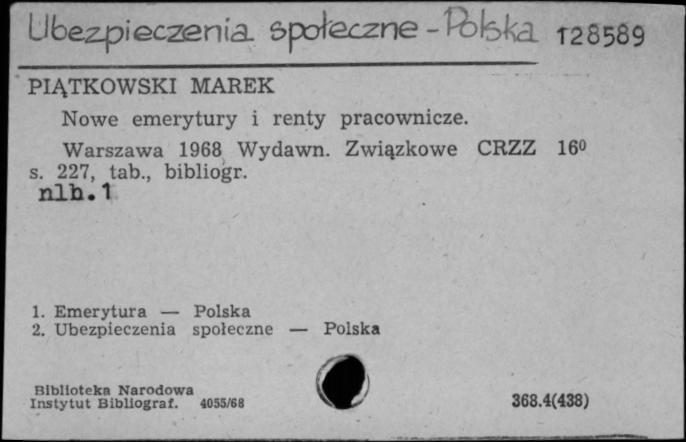 Ubezpieczenia społeczne - Polska 128589
PIĄTKOWSKI MAREK
Nowe emerytury i renty pracownicze.
Warszawa 1968 Wydawn. Związkowe CRZZ 16⁰
s. 227, tab., bibliogr.
nlb. 1
1. Emerytura — Polska
2. Ubezpieczenia społeczne — Polska
Biblioteka Narodowa
Instytut Bibliograf. 4055/68 368.4(438)